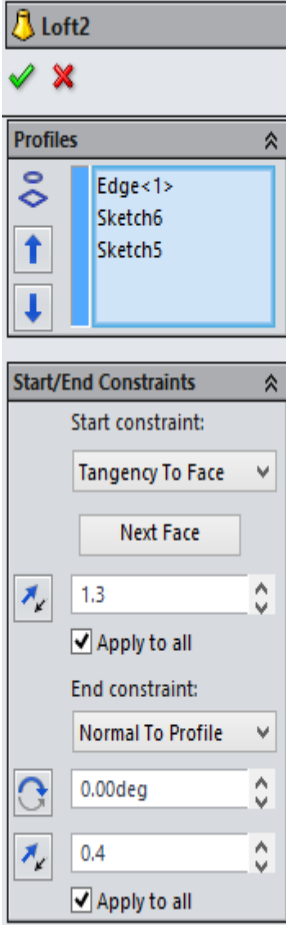 Loft2
Profiles
Edge<1>
Sketch6
Sketch5
Start/End Constraints
Start constraint:
Tangency To Face
Next Face
1.3
Apply to all
End constraint:
Normal To Profile
0.00deg
0.4
Apply to all